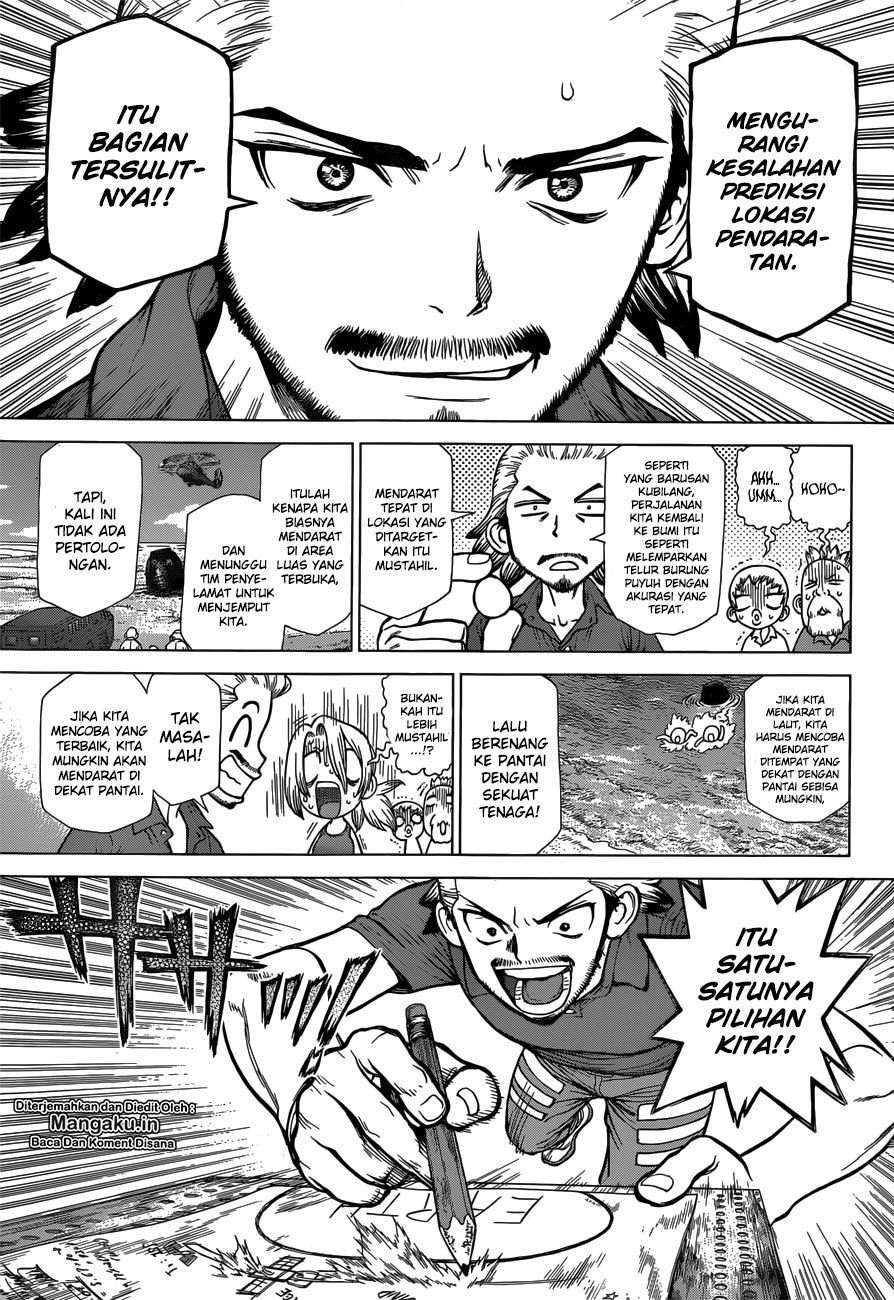 MENGU-
RANGI
KESALAHAN
PREDIKSI
LOKASI
PENDARA-
TAN.
ITU
BAGIAN
TERSULIT-
NYA!!
HOHO~
AHH...
UMM...
SEPERTI
YANG BARUSAN
KUBILANG,
PERJALANAN
KITA KEMBALI
KE BUMI ITU
SEPERTI
MELEMPARKAN
TELUR BURUNG
PUYUH DENGAN
AKURASI YANG
TEPAT.
MENDARAT
TEPAT DI
LOKASI YANG
DITARGET-
KAN ITU
MUSTAHIL.
ITULAH
KENAPA KITA
BIASNYA
MENDARAT
DI AREA
LUAS YANG
TERBUKA,
DAN
MENUNGGU
TIM PENYE-
LAMAT UNTUK
MENJEMPUT
KITA.
TAPI,
KALI INI
TIDAK ADA
PERTOLO-
NGAN.
JIKA KITA
MENDARAT DI
LAUT, KITA
HARUS MENCOBA
MENDARAT
DITEMPAT YANG
DEKAT DENGAN
PANTAI SEBISA
MUNGKIN,
LALU
BERENANG
KE PANTAI
DENGAN
SEKUAT
TENAGA!
BUKAN-
KAH ITU
LEBIH
MUSTAHIL
....!?
TAK
MASA-
LAH!
JIKA KITA
MENCOBA YANG
TERBAIK, KITA
MUNGKIN AKAN
MENDARAT DI
DEKAT PANTAI.
ITU
SATU-
SATUNYA
PILIHAN
KITA!!
Diterjemahkan dan Diedit Oleh :
Mangaku.in
Baca Dan Koment Disana